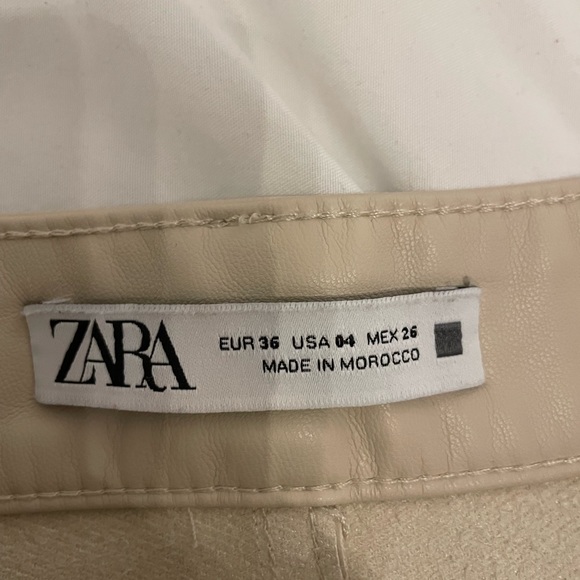 ZARA
EUR 36 USA 04 MEX 26
MADE IN MOROCCO